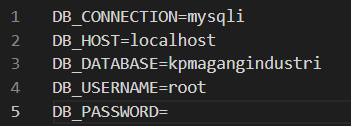 1 DB_CONNECTION=mysqli
2 DB_HOST=localhost
3 DB_DATABASE=kpmagangindustri
4 DB_USERNAME=root
5 DB_PASSWORD=